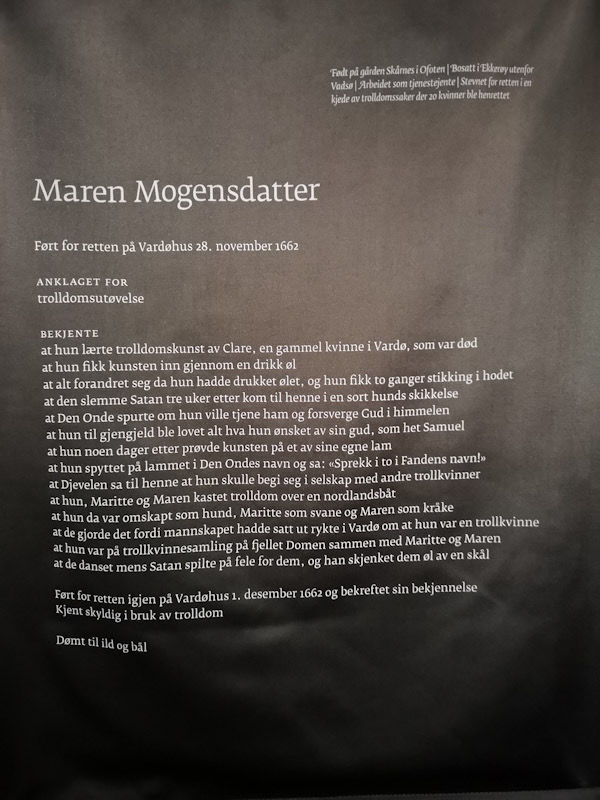 Født på gården Skårnes i Ofoten | Bosatt i Ekkerøy utenfor
Vadsø | Arbeidet som tjenestejente | Stevnet for retten i en
kjede av trolldomssaker der 20 kvinner ble henrettet
Maren Mogensdatter
Ført for retten på Vardøhus 28. november 1662
ANKLAGET FOR
trolldomsutøvelse
BEKJENTE
at hun lærte trolldomskunst av Clare, en gammel kvinne i Vardø, som var død
at hun fikk kunsten inn gjennom en drikk øl
at alt forandret seg da hun hadde drukket ølet, og hun fikk to ganger stikking i hodet
at den slemme Satan tre uker etter kom til henne i en sort hunds skikkelse
at Den Onde spurte om hun ville tjene ham og forsverge Gud i himmelen
at hun til gjengjeld ble lovet alt hva hun ønsket av sin gud, som het Samuel
at hun noen dager etter prøvde kunsten på et av sine egne lam
at hun spyttet på lammet i Den Ondes navn og sa: «Sprekk i to i Fandens navn!»
at Djevelen sa til henne at hun skulle begi seg i selskap med andre trollkvinner
at hun, Maritte og Maren kastet trolldom over en nordlandsbåt
at hun da var omskapt som hund, Maritte som svane og Maren som kråke
at de gjorde det fordi mannskapet hadde satt ut rykte i Vardø om at hun var en trollkvinne
at hun var på trollkvinnesamling på fjellet Domen sammen med Maritte og Maren
at de danset mens Satan spilte på fele for dem, og han skjenket dem øl av en skål
Ført for retten igjen på Vardøhus 1. desember 1662 og bekreftet sin bekjennelse
Kjent skyldig i bruk av trolldom
Dømt til ild og bål